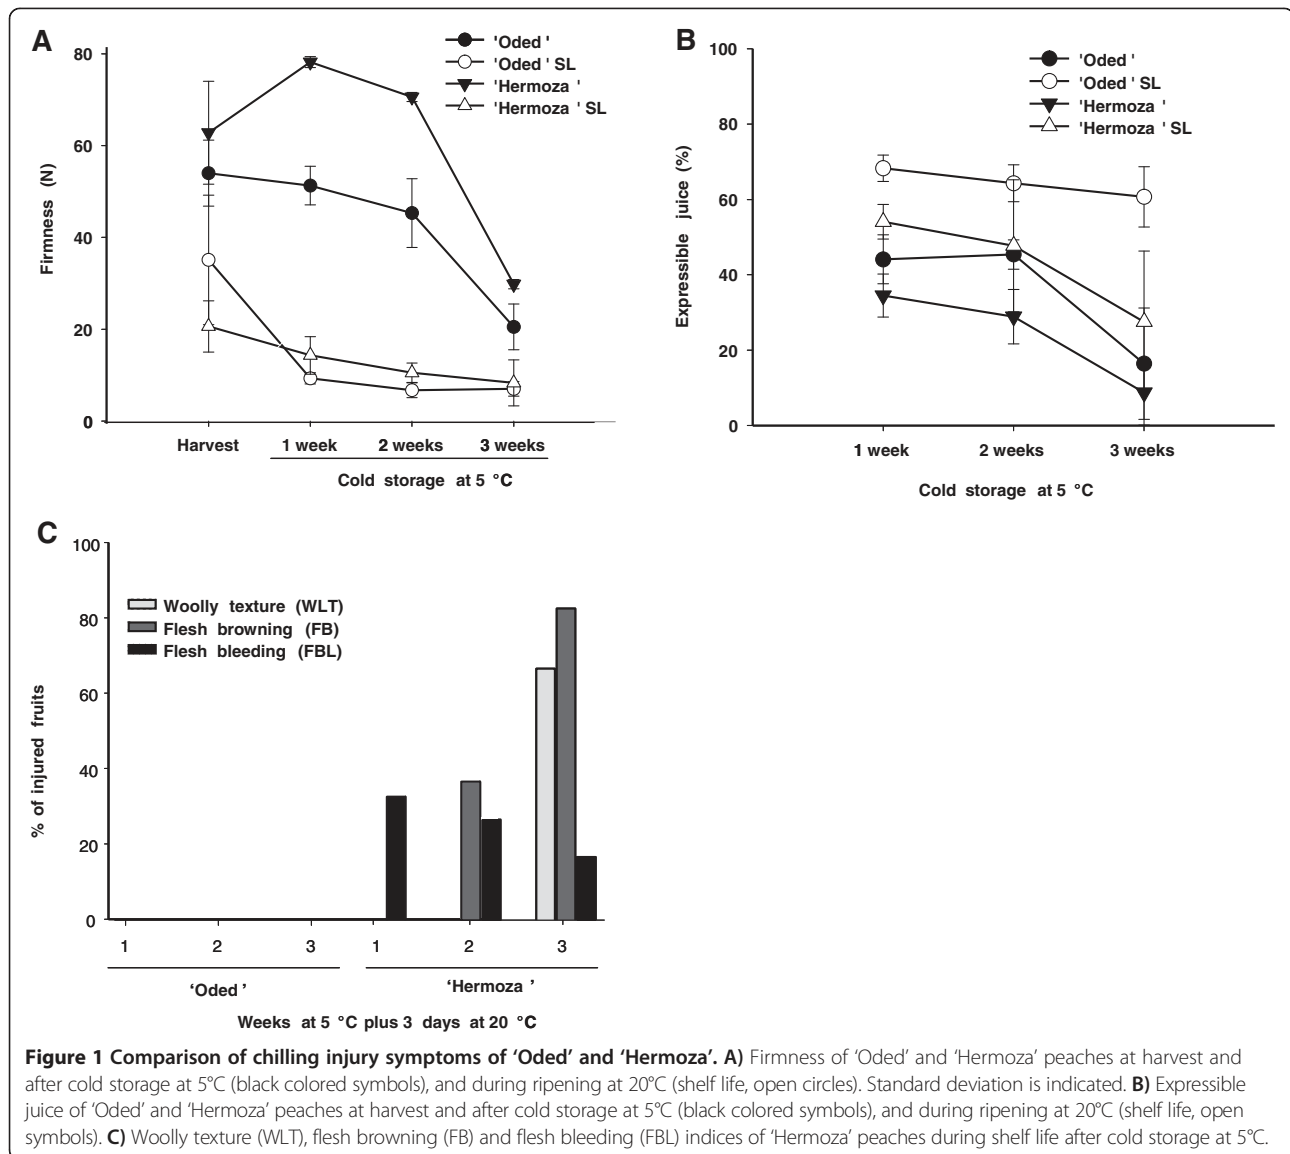 A
Firmness (N)
80
60
40
20
0
'Oded '
'Oded ' SL
'Hermoza '
'Hermoza ' SL
Harvest 1 week 2 weeks 3 weeks
Cold storage at 5 °C
B
Expressible juice (%)
100
80
60
40
20
0
'Oded '
'Oded ' SL
'Hermoza '
'Hermoza ' SL
1 week 2 weeks 3 weeks
Cold storage at 5 °C
C
% of injured fruits
100
80
60
40
20
0
Woolly texture (WLT)
Flesh browning (FB)
Flesh bleeding (FBL)
1 2 3 1 2 3
‘Oded ’ ‘Hermoza ’
Weeks at 5 °C plus 3 days at 20 °C
Figure 1 Comparison of chilling injury symptoms of ‘Oded’ and ‘Hermoza’. A) Firmness of ‘Oded’ and ‘Hermoza’ peaches at harvest and
after cold storage at 5°C (black colored symbols), and during ripening at 20°C (shelf life, open circles). Standard deviation is indicated. B) Expressible
juice of ‘Oded’ and ‘Hermoza’ peaches at harvest and after cold storage at 5°C (black colored symbols), and during ripening at 20°C (shelf life, open
symbols). C) Woolly texture (WLT), flesh browning (FB) and flesh bleeding (FBL) indices of ‘Hermoza’ peaches during shelf life after cold storage at 5°C.